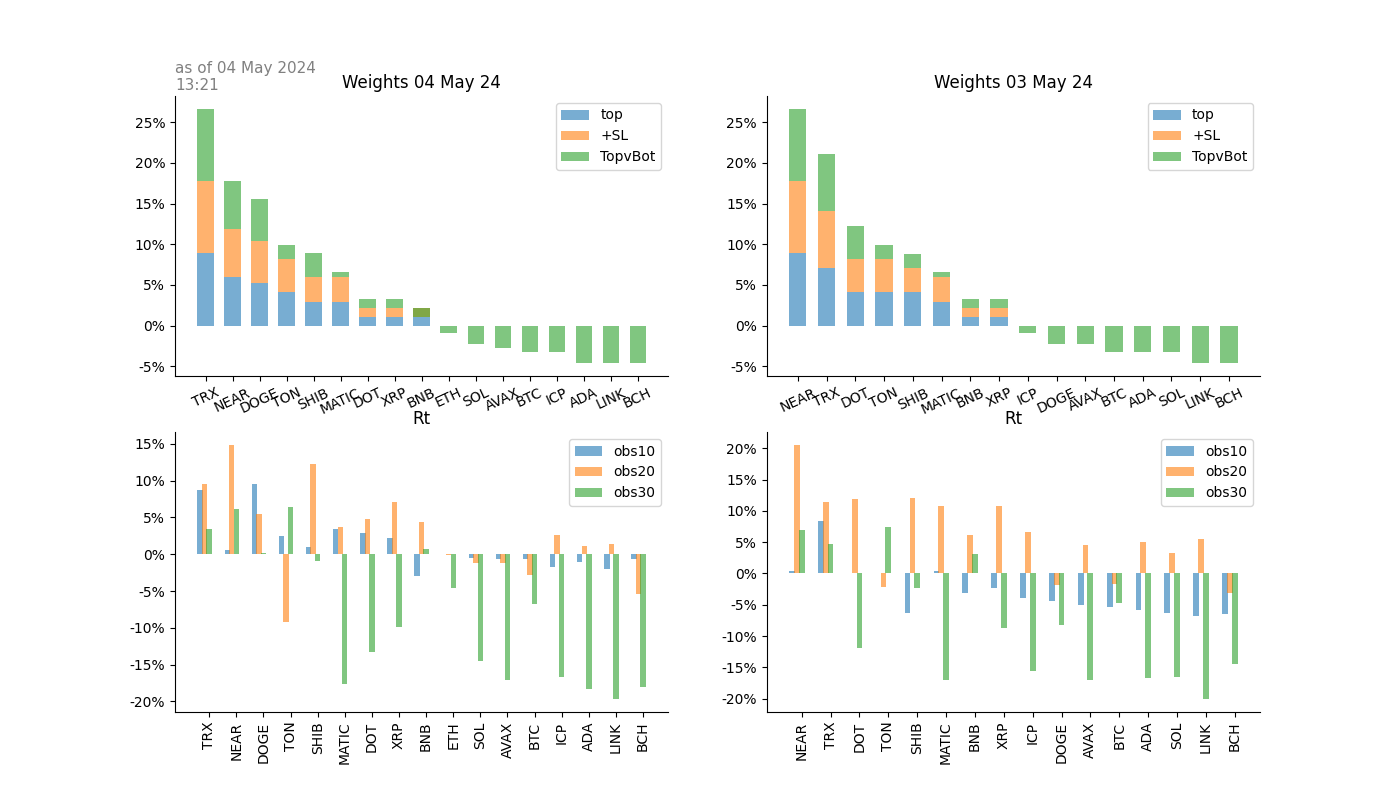 as of 04 May 2024
13:21
Weights 04 May 24
25%
20%
15%
10%
5%
0%
-5%
top
+SL
TopvBot
TRX NEAR DOGE TON SHIB MATIC DOT XRP BNB ETH SOL AVAX BTC ICP ADA LINK BCH
Weights 03 May 24
25%
20%
15%
10%
5%
0%
-5%
top
+SL
TopvBot
NEAR TRX DOT TON SHIB MATIC BNB XRP ICP DOGE AVAX BTC ADA SOL LINK BCH
Rt
15%
10%
5%
0%
-5%
-10%
-15%
-20%
obs10
obs20
obs30
TRX NEAR DOGE TON SHIB MATIC DOT XRP BNB ETH SOL AVAX BTC ICP ADA LINK BCH
Rt
20%
15%
10%
5%
0%
-5%
-10%
-15%
-20%
obs10
obs20
obs30
NEAR TRX DOT TON SHIB MATIC BNB XRP ICP DOGE AVAX BTC ADA SOL LINK BCH